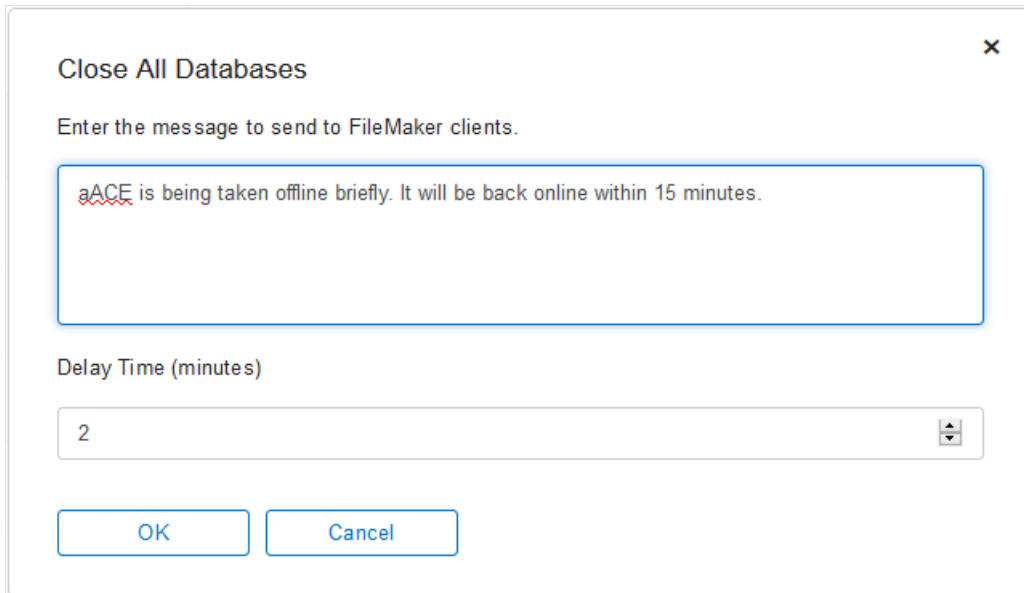 Close All Databases
Enter the message to send to FileMaker clients.
aACE is being taken offline briefly. It will be back online within 15 minutes.
Delay Time (minutes)
2
OK Cancel